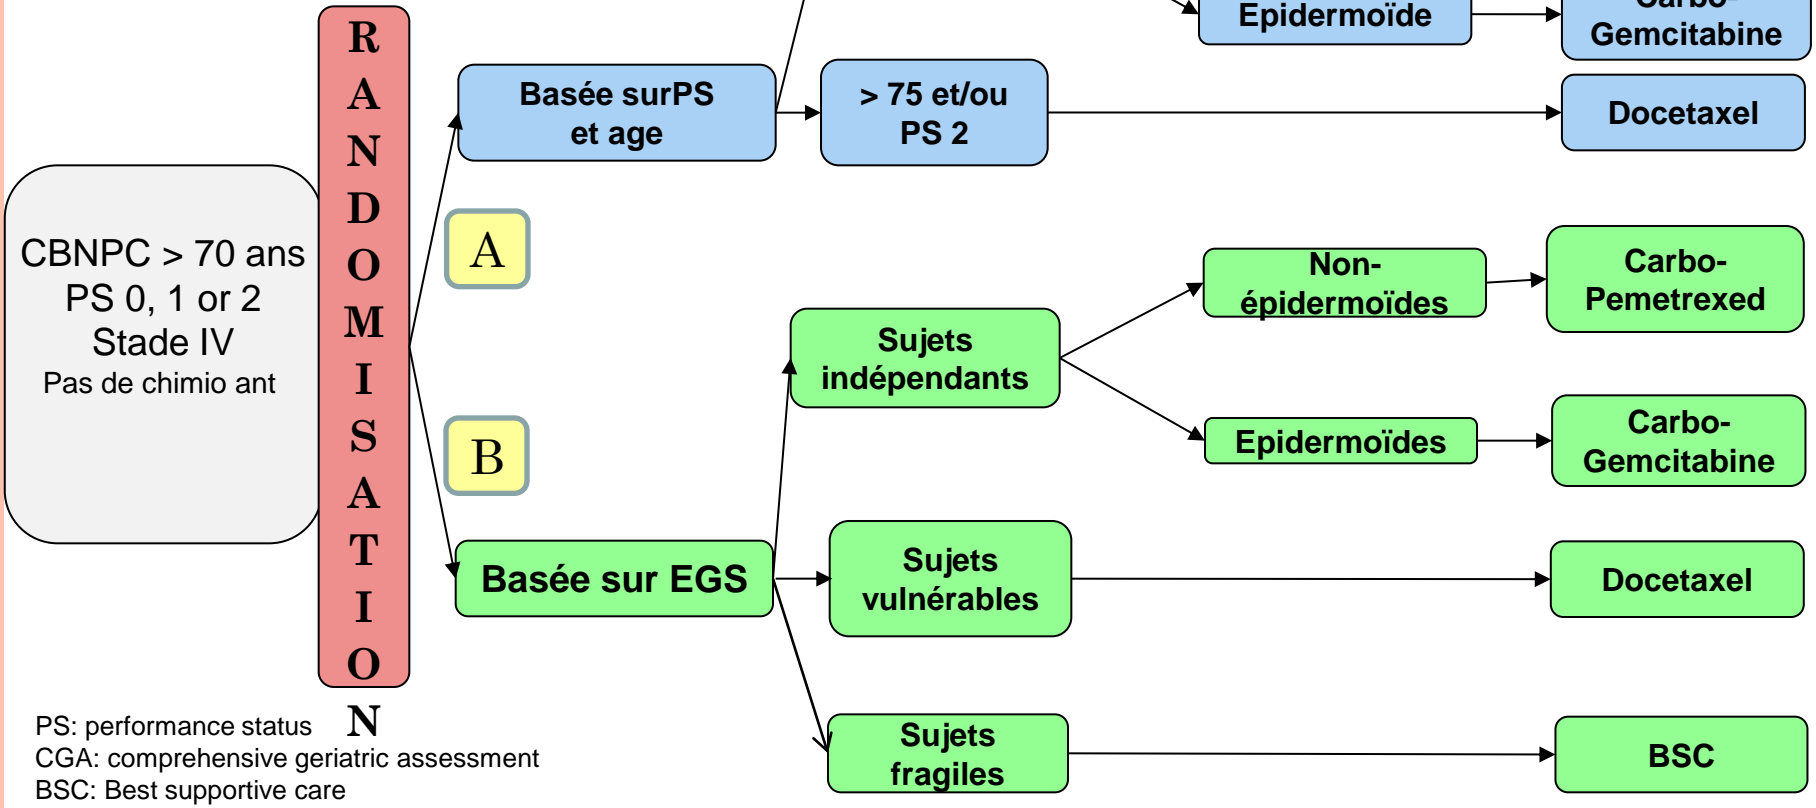 Epidermoïde
Carbo-
Gemcitabine
R
A
N
D
O
M
I
S
A
T
I
O
N
Basée surPS
et age
> 75 et/ou
PS 2
Docetaxel
CBNPC > 70 ans
PS 0, 1 or 2
Stade IV
Pas de chimio ant
A
B
Non-
épidermoïdes
Carbo-
Pemetrexed
Sujets
indépendants
Epidermoïdes
Carbo-
Gemcitabine
Basée sur EGS
Sujets
vulnérables
Docetaxel
Sujets
fragiles
BSC
PS: performance status
CGA: comprehensive geriatric assessment
BSC: Best supportive care